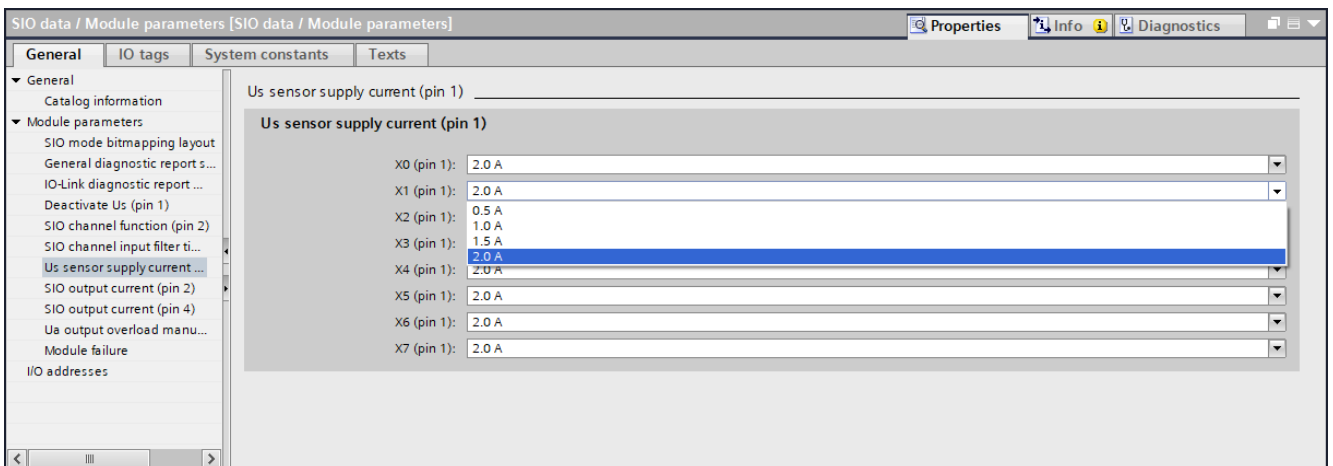 SIO data / Module parameters [SIO data / Module parameters]
Properties
Info
Diagnostics
General
IO tags
System constants
Texts
General
Catalog information
Module parameters
SIO mode bitmapping layout
General diagnostic report s...
IO-Link diagnostic report ...
Deactivate Us (pin 1)
SIO channel function (pin 2)
SIO channel input filter ti...
Us sensor supply current ...
SIO output current (pin 2)
SIO output current (pin 4)
Ua output overload manu...
Module failure
I/O addresses
Us sensor supply current (pin 1)
Us sensor supply current (pin 1)
X0 (pin 1): 2.0 A
X1 (pin 1): 2.0 A
X2 (pin 1):
0.5 A
1.0 A
1.5 A
2.0 A
X3 (pin 1):
X4 (pin 1): 2.0 A
X5 (pin 1): 2.0 A
X6 (pin 1): 2.0 A
X7 (pin 1): 2.0 A